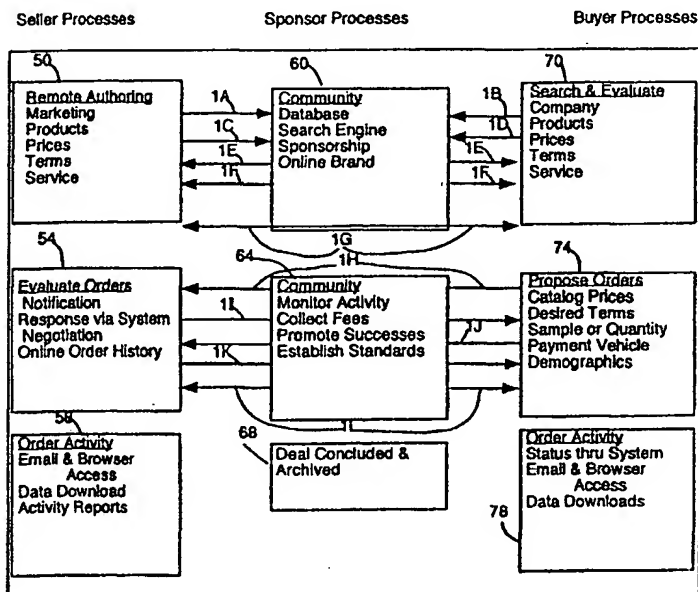 Seller Processes
Sponsor Processes
Buyer Processes
50
60
70
Remote Authoring
Marketing
Products
Prices
Terms
Service
1A
1C
1E
1F
Community
Database
Search Engine
Sponsorship
Online Brand
1B
1D
1E
1F
Search & Evaluate
Company
Products
Prices
Terms
Service
1G
54
64
1H
74
Evaluate Orders
Notification
Response via System
Negotiation
Online Order History
1I
1K
Community
Monitor Activity
Collect Fees
Promote Successes
Establish Standards
1J
Propose Orders
Catalog Prices
Desired Terms
Sample or Quantity
Payment Vehicle
Demographics
Order Activity
Email & Browser
Access
Data Download
Activity Reports
68
Deal Concluded &
Archived
78
Order Activity
Status thru System
Email & Browser
Access
Data Downloads